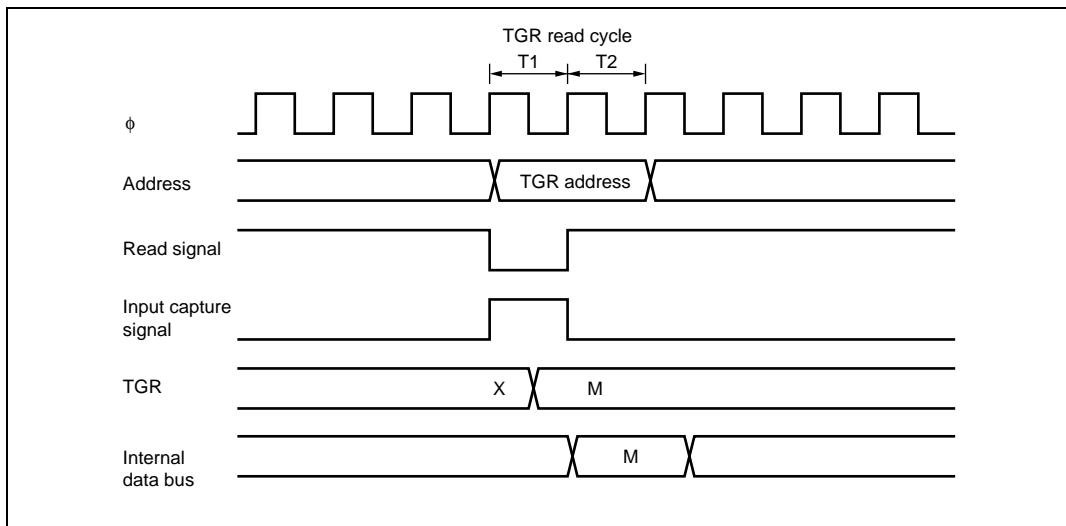 TGR read cycle
T1 T2
ϕ
Address
TGR address
Read signal
Input capture
signal
TGR
X M
Internal
data bus
M